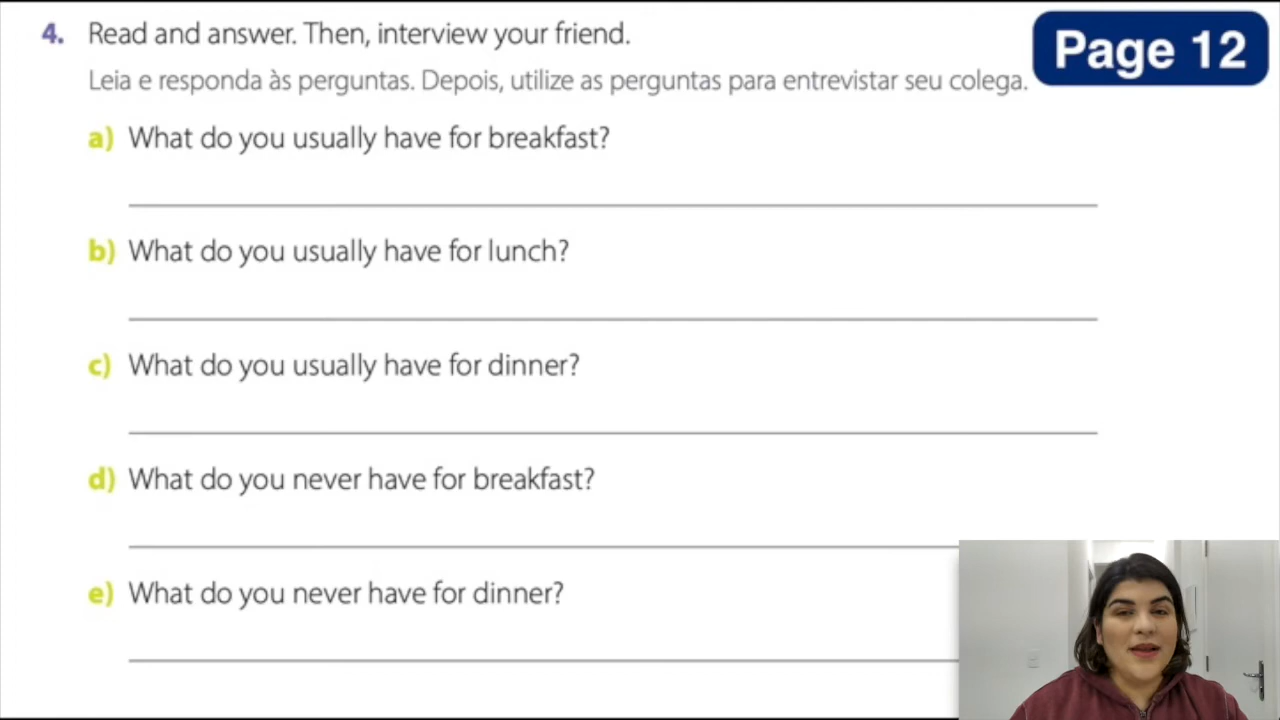 4. Read and answer. Then, interview your friend.
Page 12
Leia e responda às perguntas. Depois, utilize as perguntas para entrevistar seu colega.
a) What do you usually have for breakfast?
b) What do you usually have for lunch?
c) What do you usually have for dinner?
d) What do you never have for breakfast?
e) What do you never have for dinner?